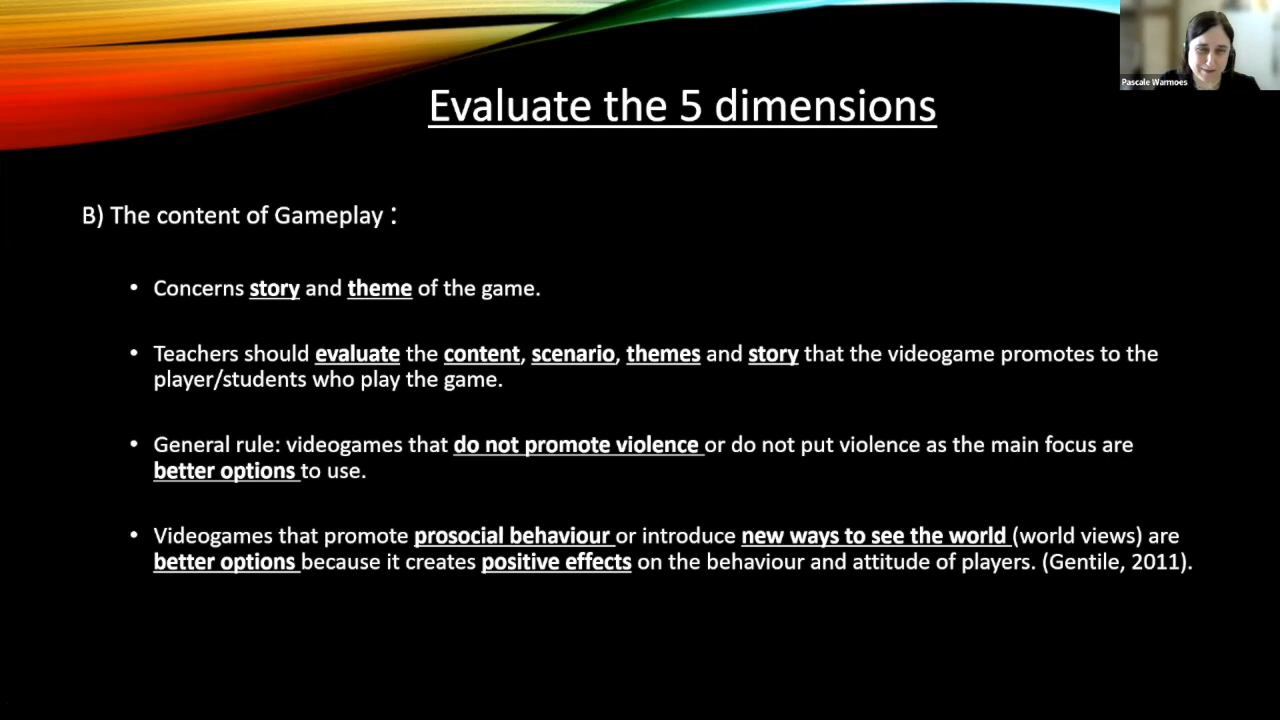 Pascale Warmoes
Evaluate the 5 dimensions
B) The content of Gameplay :
• Concerns story and theme of the game.
• Teachers should evaluate the content, scenario, themes and story that the videogame promotes to the
player/students who play the game.
• General rule: videogames that do not promote violence or do not put violence as the main focus are
better options to use.
• Videogames that promote prosocial behaviour or introduce new ways to see the world (world views) are
better options because it creates positive effects on the behaviour and attitude of players. (Gentile, 2011).